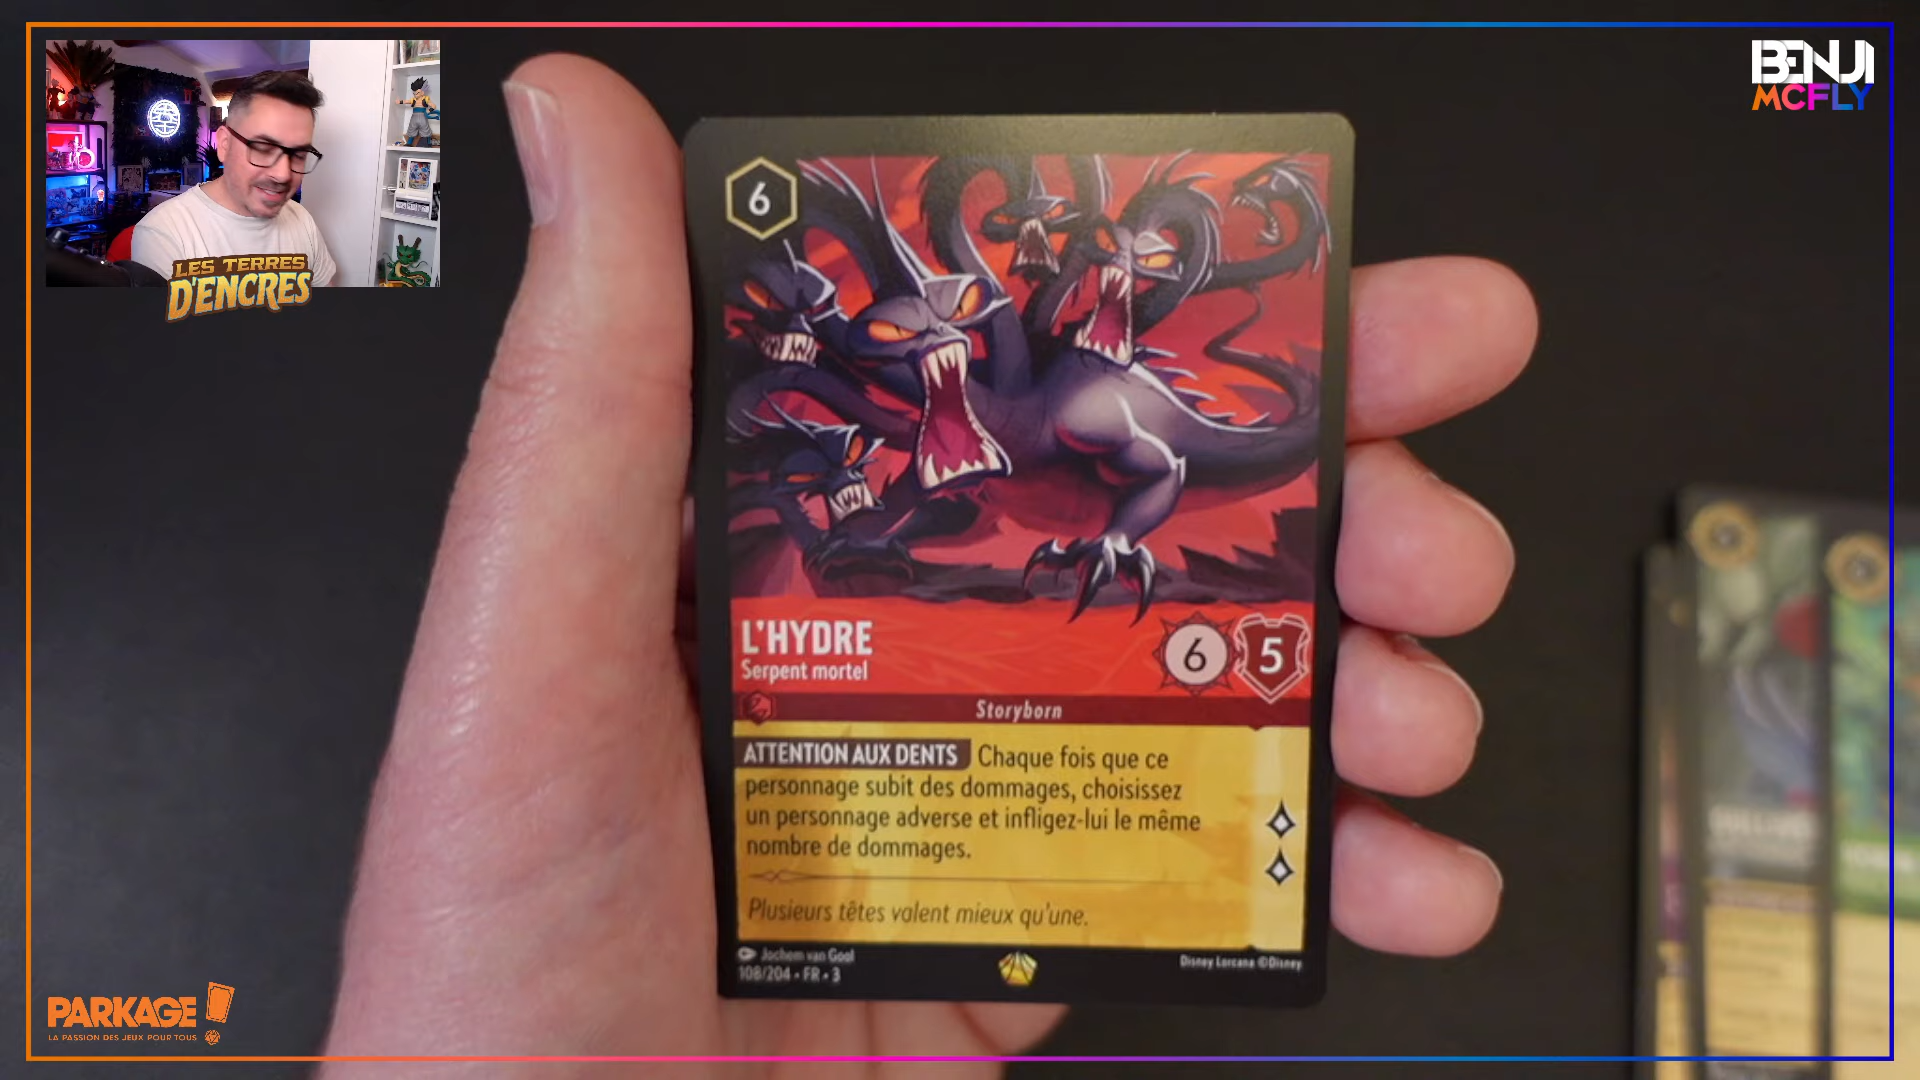 BENJI
MCFLY
LES TERRES
D'ENCRES
6
L'HYDRE
Serpent mortel
6
5
Storyborn
ATTENTION AUX DENTS Chaque fois que ce
personnage subit des dommages, choisissez
un personnage adverse et infligez-lui le même
nombre de dommages.
Plusieurs têtes valent mieux qu'une.
Jochem van Gool
108/204 • FR • 3
Disney Lorcana ©Disney
PARKAGE
LA PASSION DES JEUX POUR TOUS